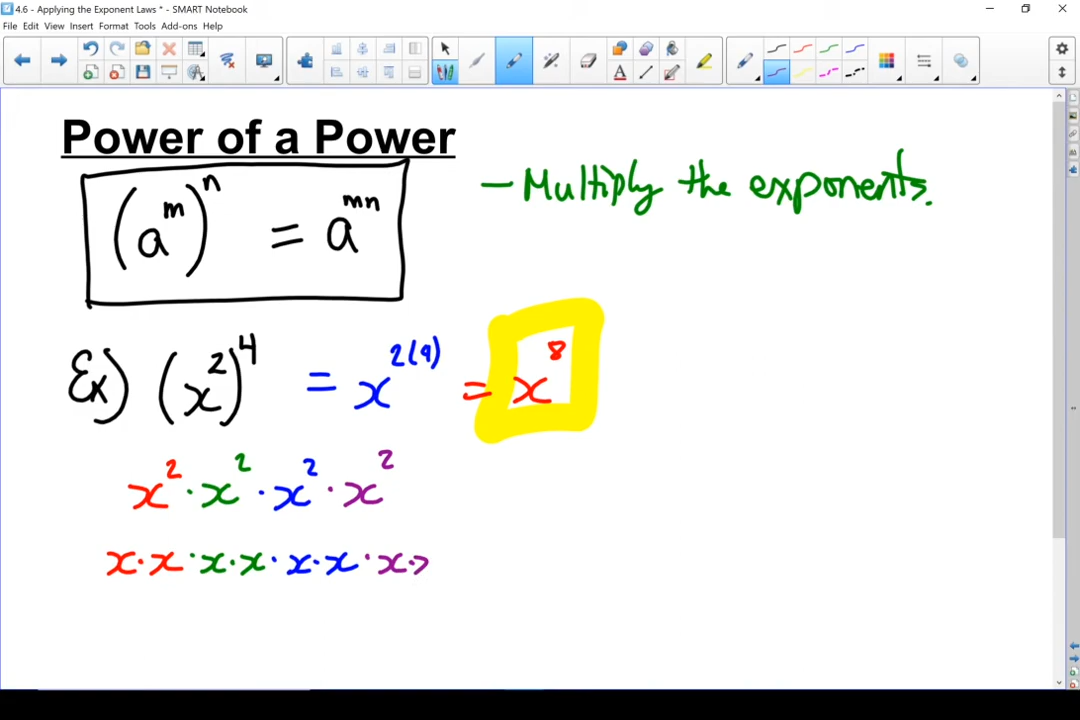 4.6 - Applying the Exponent Laws * - SMART Notebook
File Edit View Insert Format Tools Add-ons Help
Power of a Power
(a^m)^n = a^mn
– Multiply the exponents.
Ex) (x^2)^4 = x^2(4) = x^8
x^2 · x^2 · x^2 · x^2
x · x · x · x · x · x · x ·